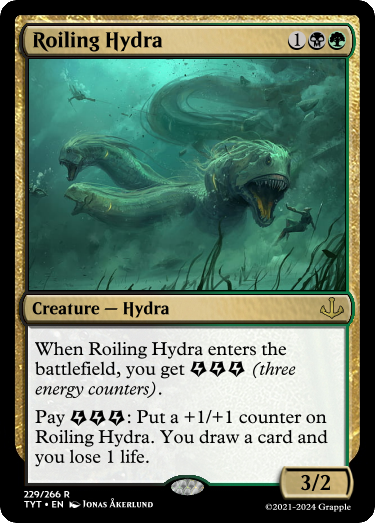 Roiling Hydra 1
Creature — Hydra
When Roiling Hydra enters the
battlefield, you get (three
energy counters).
Pay : Put a +1/+1 counter on
Roiling Hydra. You draw a card and
you lose 1 life.
3/2
229/266 R
TYT • EN Jonas Åkerlund
©2021-2024 Grapple